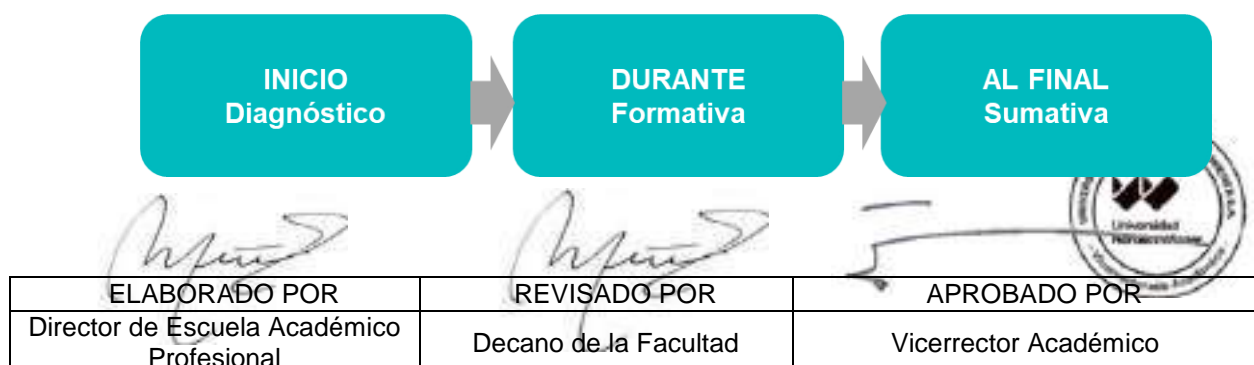 INICIO
Diagnóstico
DURANTE
Formativa
AL FINAL
Sumativa
Universidad
ELABORADO POR
REVISADO POR
APROBADO POR
Director de Escuela Académico
Profesional
Decano de la Facultad
Vicerrector Académico